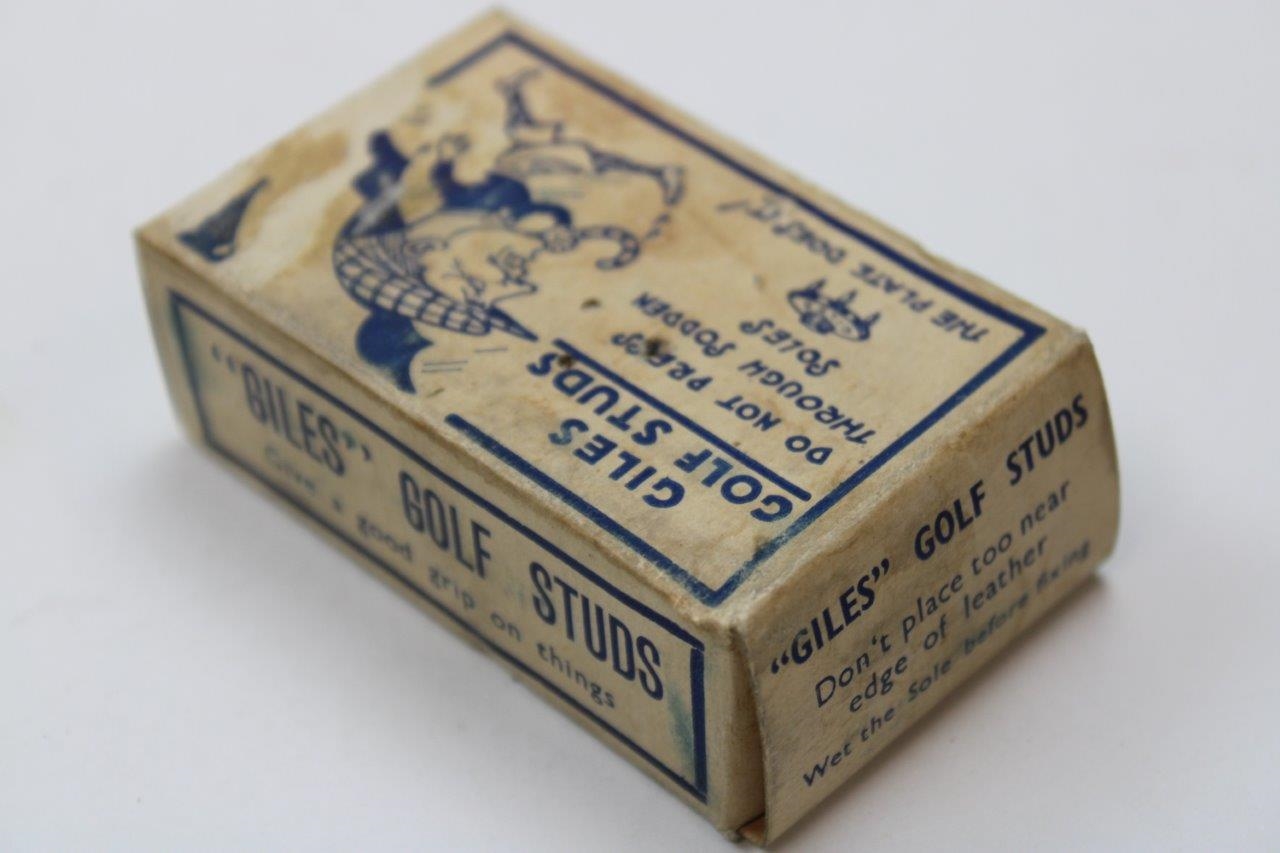 GILES
GOLF STUDS
DO NOT PRESS
THROUGH SODDEN
SOLES
THE PLATE DOES IT!
"GILES" GOLF STUDS
Give a good grip on things
"GILES" GOLF STUDS
Don't place too near
edge of leather
Wet the Sole before fixing